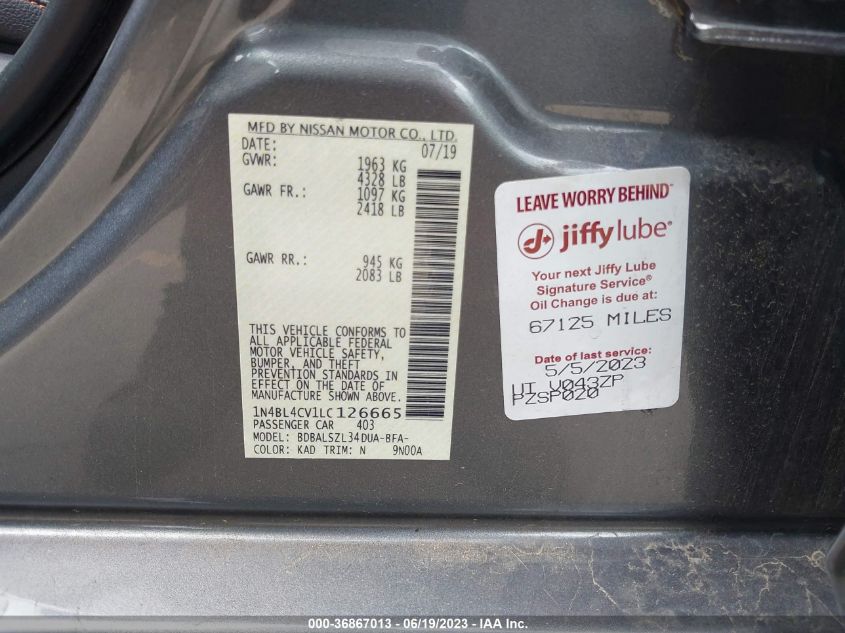 MFD BY NISSAN MOTOR CO., LTD.
DATE: 07/19
GVWR: 1963 KG
4328 LB
GAWR FR.: 1097 KG
2418 LB
GAWR RR.: 945 KG
2083 LB
THIS VEHICLE CONFORMS TO
ALL APPLICABLE FEDERAL
MOTOR VEHICLE SAFETY,
BUMPER, AND THEFT
PREVENTION STANDARDS IN
EFFECT ON THE DATE OF
MANUFACTURE SHOWN ABOVE.
1N4BL4CV1LC126665
PASSENGER CAR 403
MODEL: BDBALSZL34DUA-BFA-
COLOR: KAD TRIM: N 9N00A
LEAVE WORRY BEHIND™
jiffy lube®
Your next Jiffy Lube
Signature Service®
Oil Change is due at:
67125 MILES
Date of last service:
5/5/2023
UI V043ZP
PZSP020
000-36867013 - 06/19/2023 - IAA Inc.